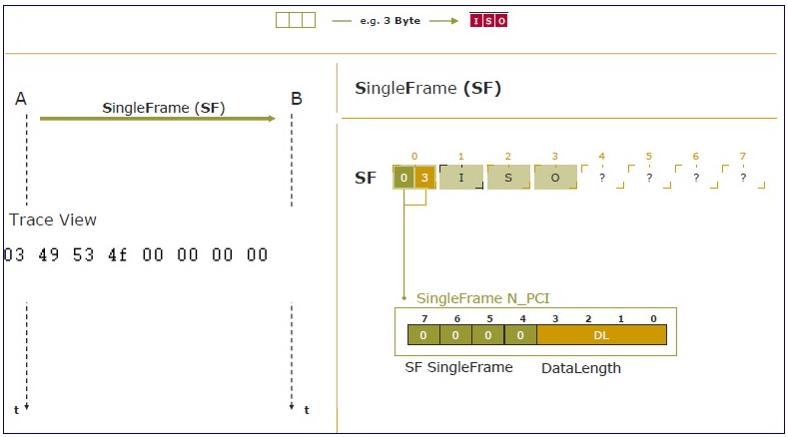 e.g. 3 Byte
I S O
A
SingleFrame (SF)
B
Trace View
03 49 53 4f 00 00 00 00
t
t
SingleFrame (SF)
0 1 2 3 4 5 6 7
SF 0 3 I S O ? ? ? ?
SingleFrame N_PCI
7 6 5 4 3 2 1 0
0 0 0 0 DL
SF SingleFrame DataLength